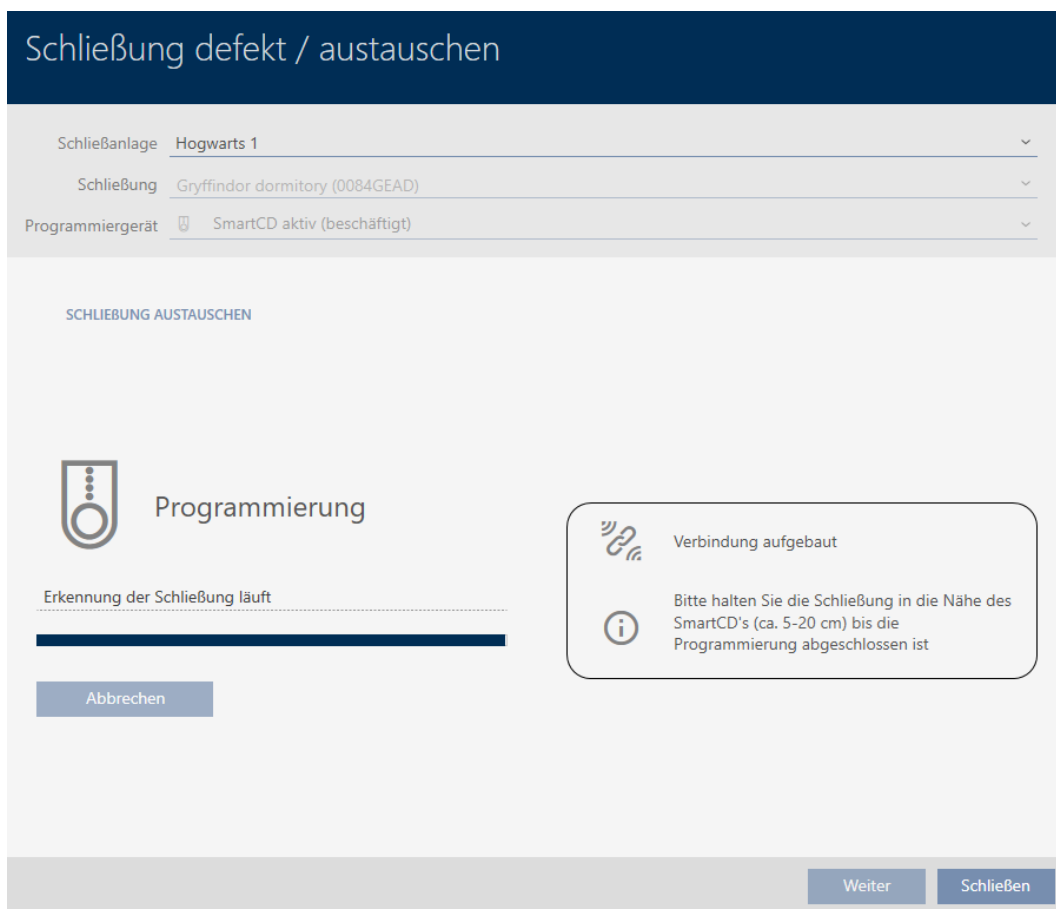 Schließung defekt / austauschen
Schließanlage Hogwarts 1
Schließung Gryffindor dormitory (0084GEAD)
Programmiergerät SmartCD aktiv (beschäftigt)
SCHLIEßUNG AUSTAUSCHEN
Programmierung
Erkennung der Schließung läuft
Abbrechen
Verbindung aufgebaut
Bitte halten Sie die Schließung in die Nähe des
SmartCD's (ca. 5-20 cm) bis die
Programmierung abgeschlossen ist
Weiter
Schließen